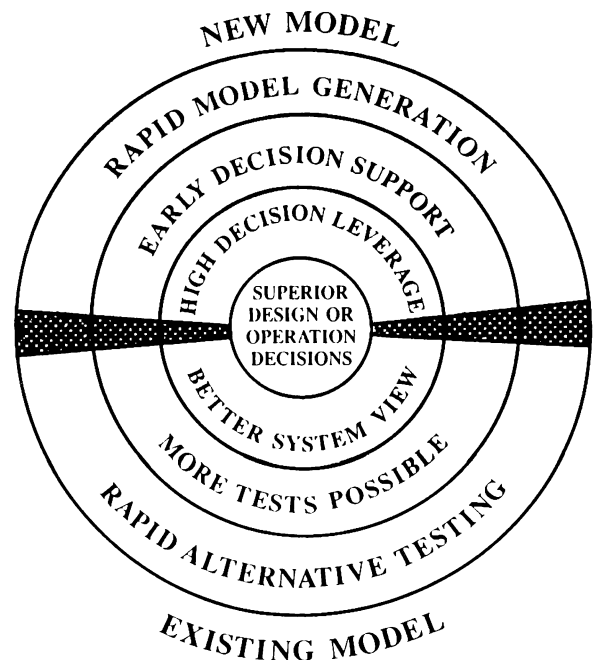 NEW MODEL
RAPID MODEL GENERATION
EARLY DECISION SUPPORT
HIGH DECISION LEVERAGE
SUPERIOR
DESIGN OR
OPERATION
DECISIONS
BETTER SYSTEM VIEW
MORE TESTS POSSIBLE
RAPID ALTERNATIVE TESTING
EXISTING MODEL